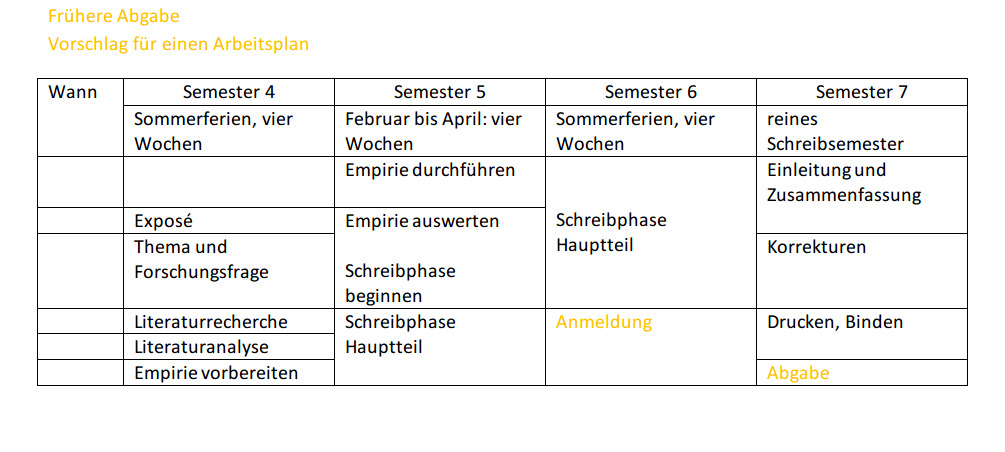 Frühere Abgabe
Vorschlag für einen Arbeitsplan
Wann Semester 4 Semester 5 Semester 6 Semester 7
Sommerferien, vier Februar bis April: vier Sommerferien, vier reines
Wochen Wochen Wochen Schreibsemester
Empirie durchführen Einleitung und
Zusammenfassung
Exposé Empirie auswerten Schreibphase
Thema und Hauptteil Korrekturen
Forschungsfrage Schreibphase
beginnen
Literaturrecherche Schreibphase Anmeldung Drucken, Binden
Literaturanalyse Hauptteil
Empirie vorbereiten Abgabe